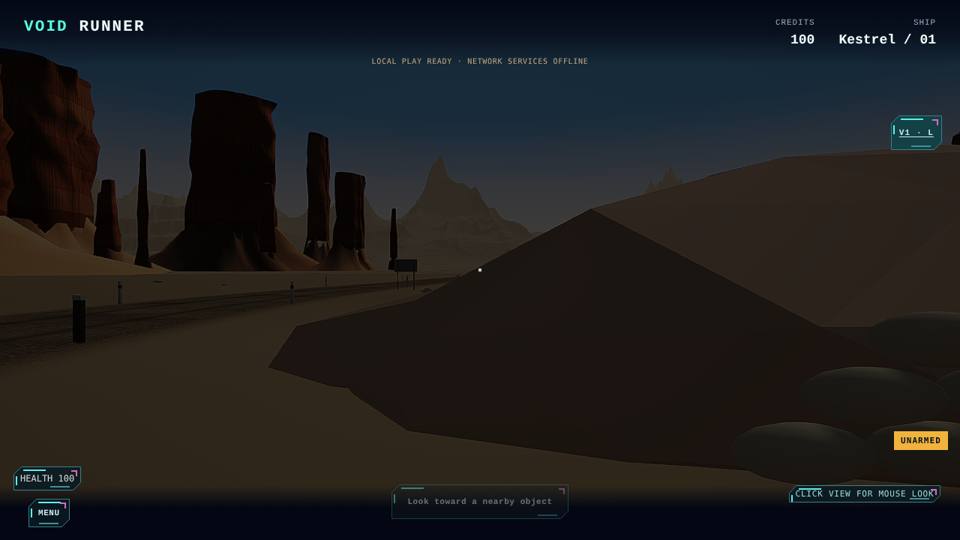 VOID RUNNER
CREDITS
100
SHIP
Kestrel / 01
LOCAL PLAY READY · NETWORK SERVICES OFFLINE
V1 · L
UNARMED
HEALTH 100
MENU
Look toward a nearby object
CLICK VIEW FOR MOUSE LOOK